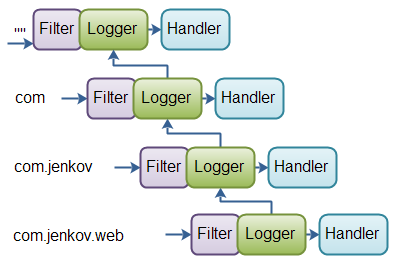 "" Filter Logger Handler
com Filter Logger Handler
com.jenkov Filter Logger Handler
com.jenkov.web Filter Logger Handler